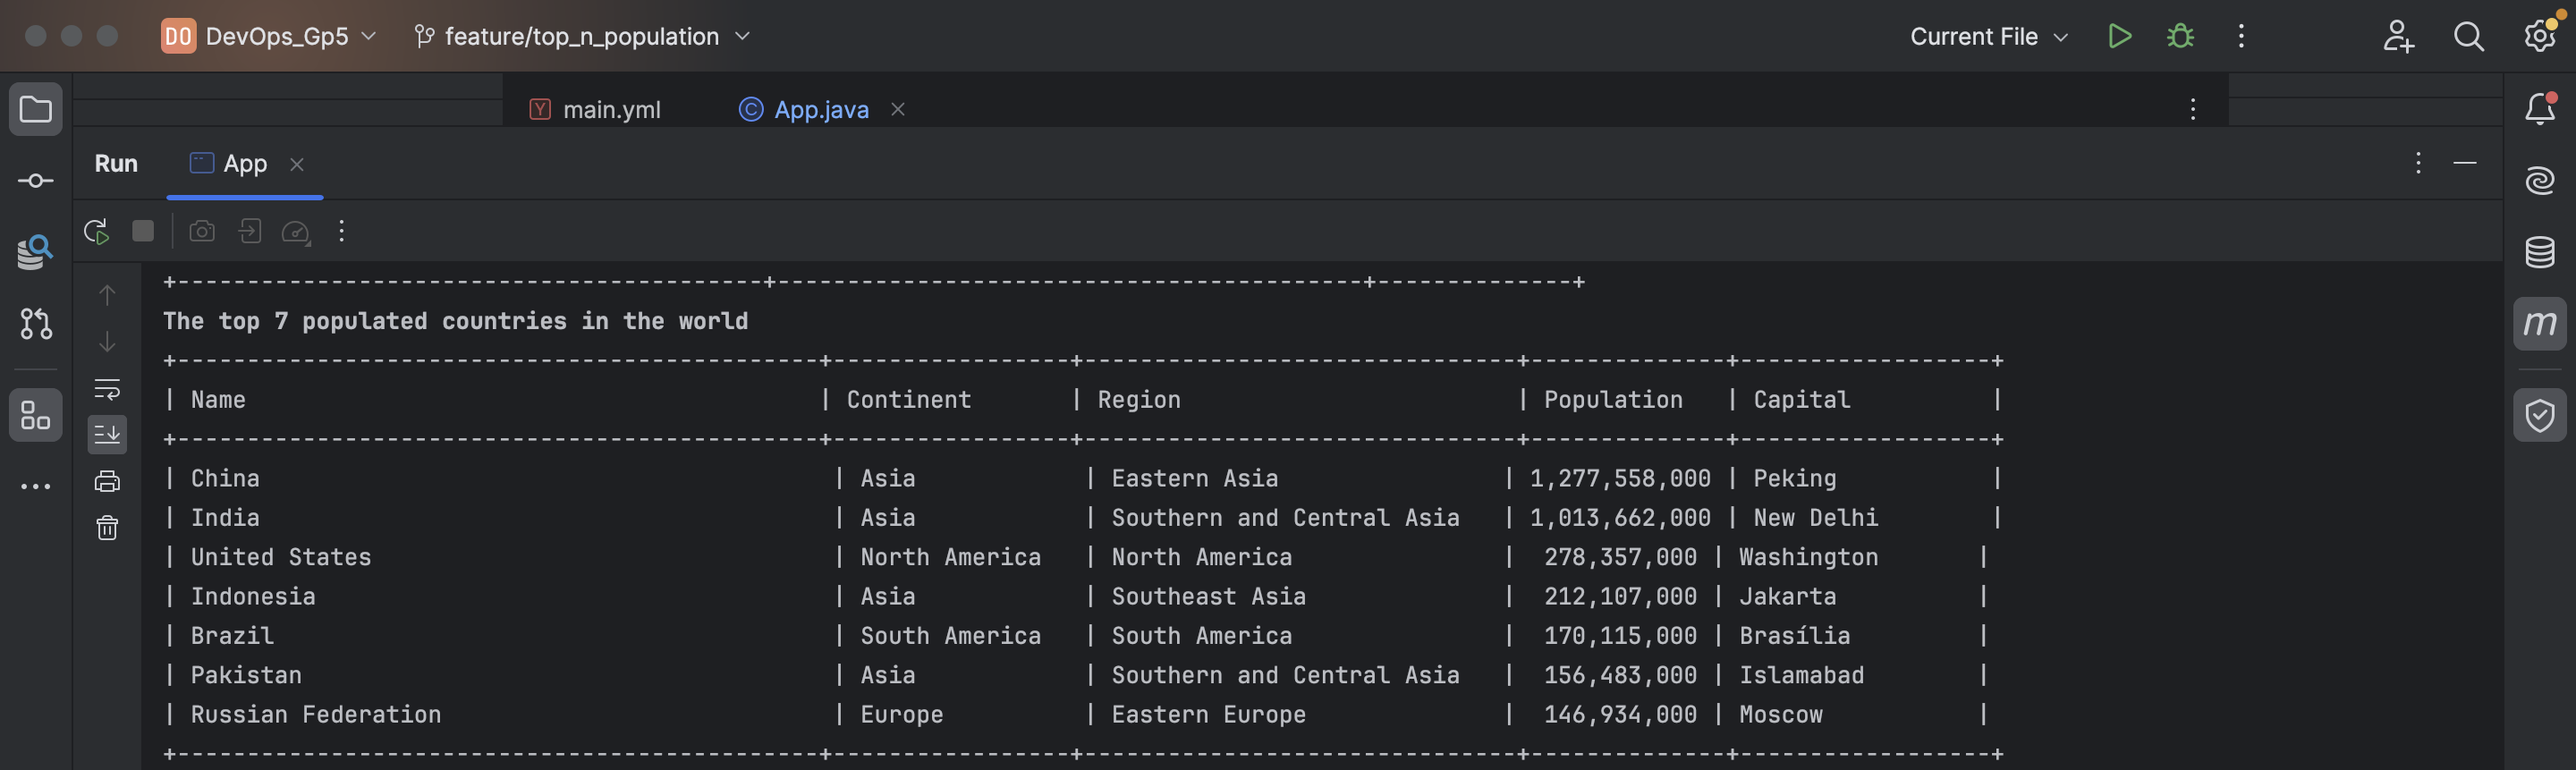 DO DevOps_Gp5 feature/top_n_population Current File
Y main.yml C App.java
Run App
+------------------------------------------+------------------------------------------+--------------+
The top 7 populated countries in the world
+----------------------------------------------+-----------------+-------------------------------+--------------+------------------+
| Name | Continent | Region | Population | Capital |
+----------------------------------------------+-----------------+-------------------------------+--------------+------------------+
| China | Asia | Eastern Asia | 1,277,558,000 | Peking |
| India | Asia | Southern and Central Asia | 1,013,662,000 | New Delhi |
| United States | North America | North America | 278,357,000 | Washington |
| Indonesia | Asia | Southeast Asia | 212,107,000 | Jakarta |
| Brazil | South America | South America | 170,115,000 | Brasília |
| Pakistan | Asia | Southern and Central Asia | 156,483,000 | Islamabad |
| Russian Federation | Europe | Eastern Europe | 146,934,000 | Moscow |
+----------------------------------------------+-----------------+-------------------------------+--------------+------------------+
m